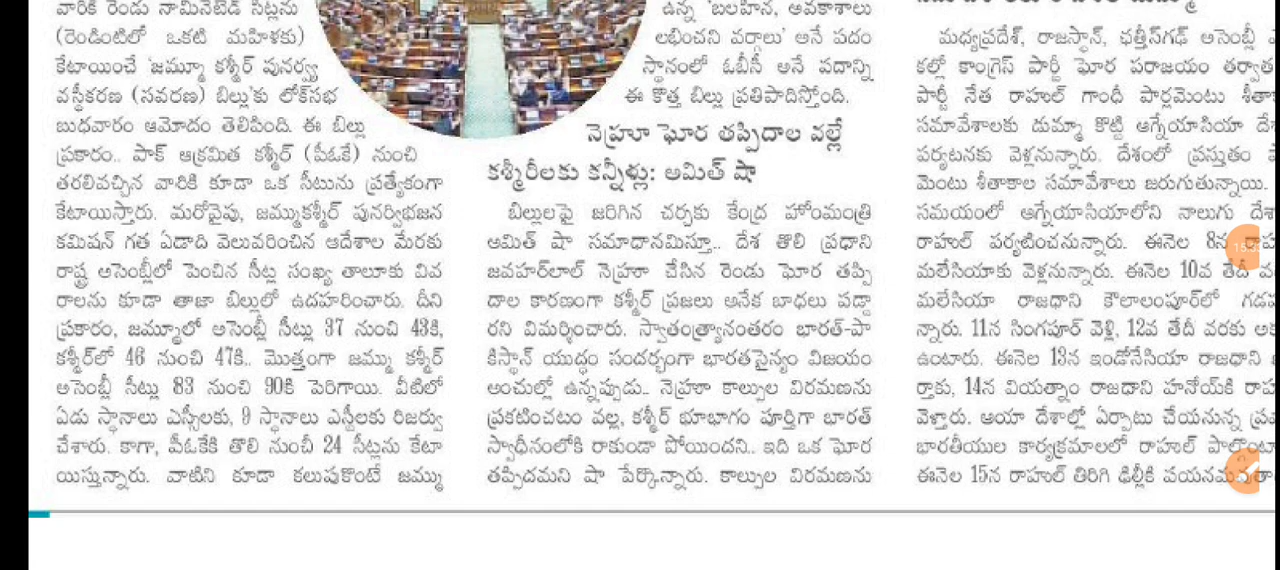 వారికి రెండు నామినేటెడ్ సీట్లను
(రెండింటిలో ఒకటి మహిళకు)
కేటాయించే 'జమ్మూ కశ్మీర్ పునర్వ్య
వస్థీకరణ (సవరణ) బిల్లు'కు లోక్‌సభ
బుధవారం ఆమోదం తెలిపింది. ఈ బిల్లు
ప్రకారం.. పాక్ ఆక్రమిత కశ్మీర్ (పీఓకే) నుంచి
తరలివచ్చిన వారికి కూడా ఒక సీటును ప్రత్యేకంగా
కేటాయిస్తారు. మరోవైపు, జమ్ముకశ్మీర్ పునర్విభజన
కమిషన్ గత ఏడాది వెలువరించిన ఆదేశాల మేరకు
రాష్ట్ర అసెంబ్లీలో పెంచిన సీట్ల సంఖ్య తాలూకు వివ
రాలను కూడా తాజా బిల్లులో ఉదహరించారు. దీని
ప్రకారం, జమ్మూలో అసెంబ్లీ సీట్లు 37 నుంచి 43కి,
కశ్మీర్‌లో 46 నుంచి 47కి.. మొత్తంగా జమ్ము కశ్మీర్
అసెంబ్లీ సీట్లు 83 నుంచి 90కి పెరిగాయి. వీటిలో
ఏడు స్థానాలు ఎస్సీలకు, 9 స్థానాలు ఎస్టీలకు రిజర్వు
చేశారు. కాగా, పీఓకేకి తొలి నుంచీ 24 సీట్లను కేటా
యిస్తున్నారు. వాటిని కూడా కలుపుకొంటే జమ్ము
ఉన్న 'బలహీన, అవకాశాలు
లభించని వర్గాలు' అనే పదం
స్థానంలో ఓబీసీ అనే పదాన్ని
ఈ కొత్త బిల్లు ప్రతిపాదిస్తోంది.
నెహ్రూ ఘోర తప్పిదాల వల్లే
కశ్మీరీలకు కన్నీళ్లు: అమిత్ షా
బిల్లులపై జరిగిన చర్చకు కేంద్ర హోంమంత్రి
అమిత్ షా సమాధానమిస్తూ.. దేశ తొలి ప్రధాని
జవహర్‌లాల్ నెహ్రూ చేసిన రెండు ఘోర తప్పి
దాల కారణంగా కశ్మీర్ ప్రజలు అనేక బాధలు పడ్డా
రని విమర్శించారు. స్వాతంత్ర్యానంతరం భారత్-పా
కిస్థాన్ యుద్ధం సందర్భంగా భారతసైన్యం విజయం
అంచుల్లో ఉన్నప్పుడు.. నెహ్రూ కాల్పుల విరమణను
ప్రకటించటం వల్ల, కశ్మీర్ భూభాగం పూర్తిగా భారత్
స్వాధీనంలోకి రాకుండా పోయిందని.. ఇది ఒక ఘోర
తప్పిదమని షా పేర్కొన్నారు. కాల్పుల విరమణను
మధ్యప్రదేశ్, రాజస్థాన్, ఛత్తీస్‌గఢ్ అసెంబ్లీ
కల్లో కాంగ్రెస్ పార్టీ ఘోర పరాజయం తర్వాత
పార్టీ నేత రాహుల్ గాంధీ పార్లమెంటు
సమావేశాలకు డుమ్మా కొట్టి ఆగ్నేయాసియా
పర్యటనకు వెళ్లనున్నారు. దేశంలో ప్రస్తుతం
మెంటు శీతాకాల సమావేశాలు జరుగుతున్నాయి.
సమయంలో ఆగ్నేయాసియాలోని నాలుగు
రాహుల్ పర్యటించనున్నారు. ఈనెల 8న
మలేసియాకు వెళ్లనున్నారు. ఈనెల 10వ తేదీ
మలేసియా రాజధాని కౌలాలంపూర్‌లో
న్నారు. 11న సింగపూర్ వెళ్లి, 12వ తేదీ వరకు
ఉంటారు. ఈనెల 13న ఇండోనేసియా రాజధాని
ర్తాకు, 14న వియత్నాం రాజధాని హనోయ్‌కి
వెళ్తారు. ఆయా దేశాల్లో ఏర్పాటు చేయనున్న
భారతీయుల కార్యక్రమాలలో రాహుల్
ఈనెల 15న రాహుల్ తిరిగి ఢిల్లీకి